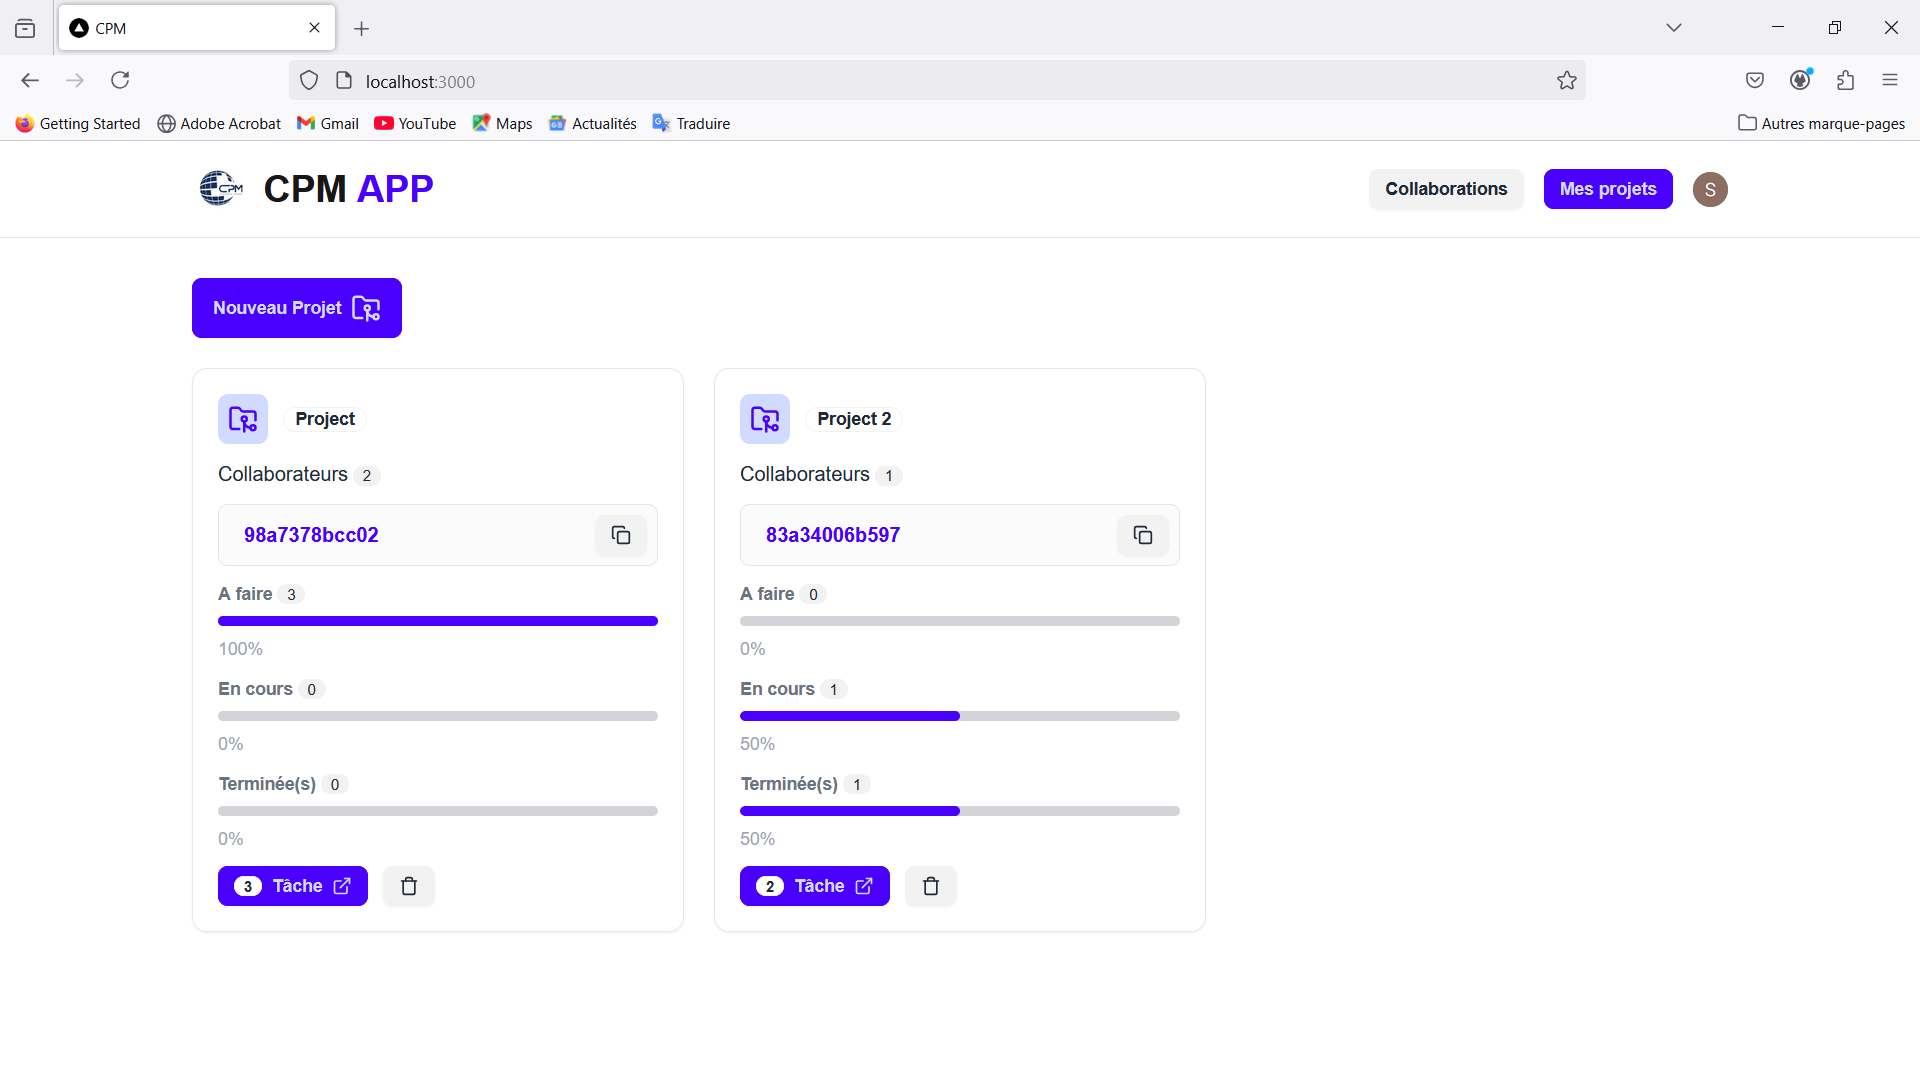 CPM
localhost:3000
Getting Started Adobe Acrobat Gmail YouTube Maps Actualités Traduire Autres marque-pages
CPM CPM APP Collaborations Mes projets S
Nouveau Projet
Project
Collaborateurs 2
98a7378bcc02
A faire 3
100%
En cours 0
0%
Terminée(s) 0
0%
3 Tâche
Project 2
Collaborateurs 1
83a34006b597
A faire 0
0%
En cours 1
50%
Terminée(s) 1
50%
2 Tâche